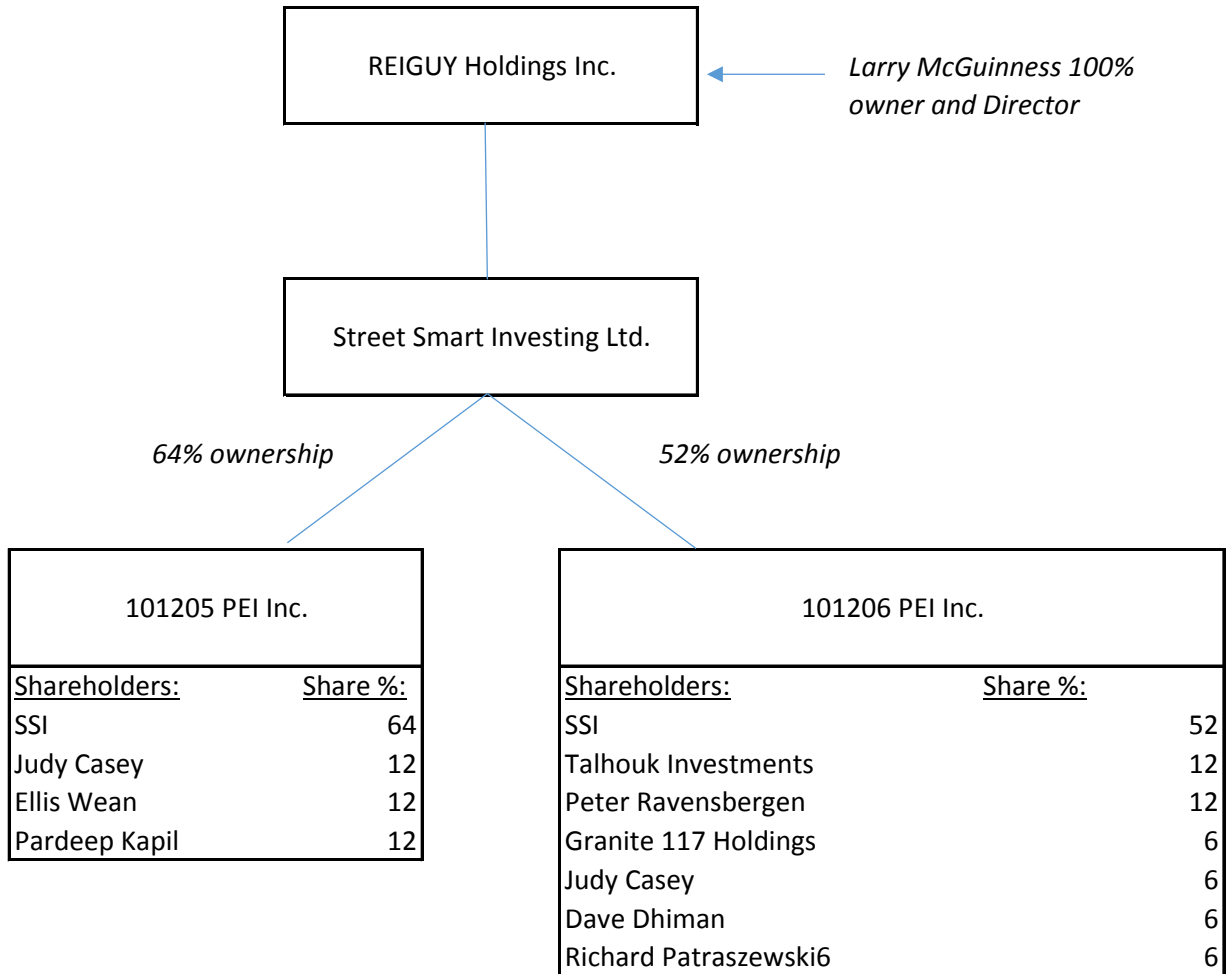 REIGUY Holdings Inc.
Larry McGuinness 100%
owner and Director
Street Smart Investing Ltd.
64% ownership
52% ownership
101205 PEI Inc.
Shareholders: Share %:
SSI 64
Judy Casey 12
Ellis Wean 12
Pardeep Kapil 12
101206 PEI Inc.
Shareholders: Share %:
SSI 52
Talhouk Investments 12
Peter Ravensbergen 12
Granite 117 Holdings 6
Judy Casey 6
Dave Dhiman 6
Richard Patraszewski6 6